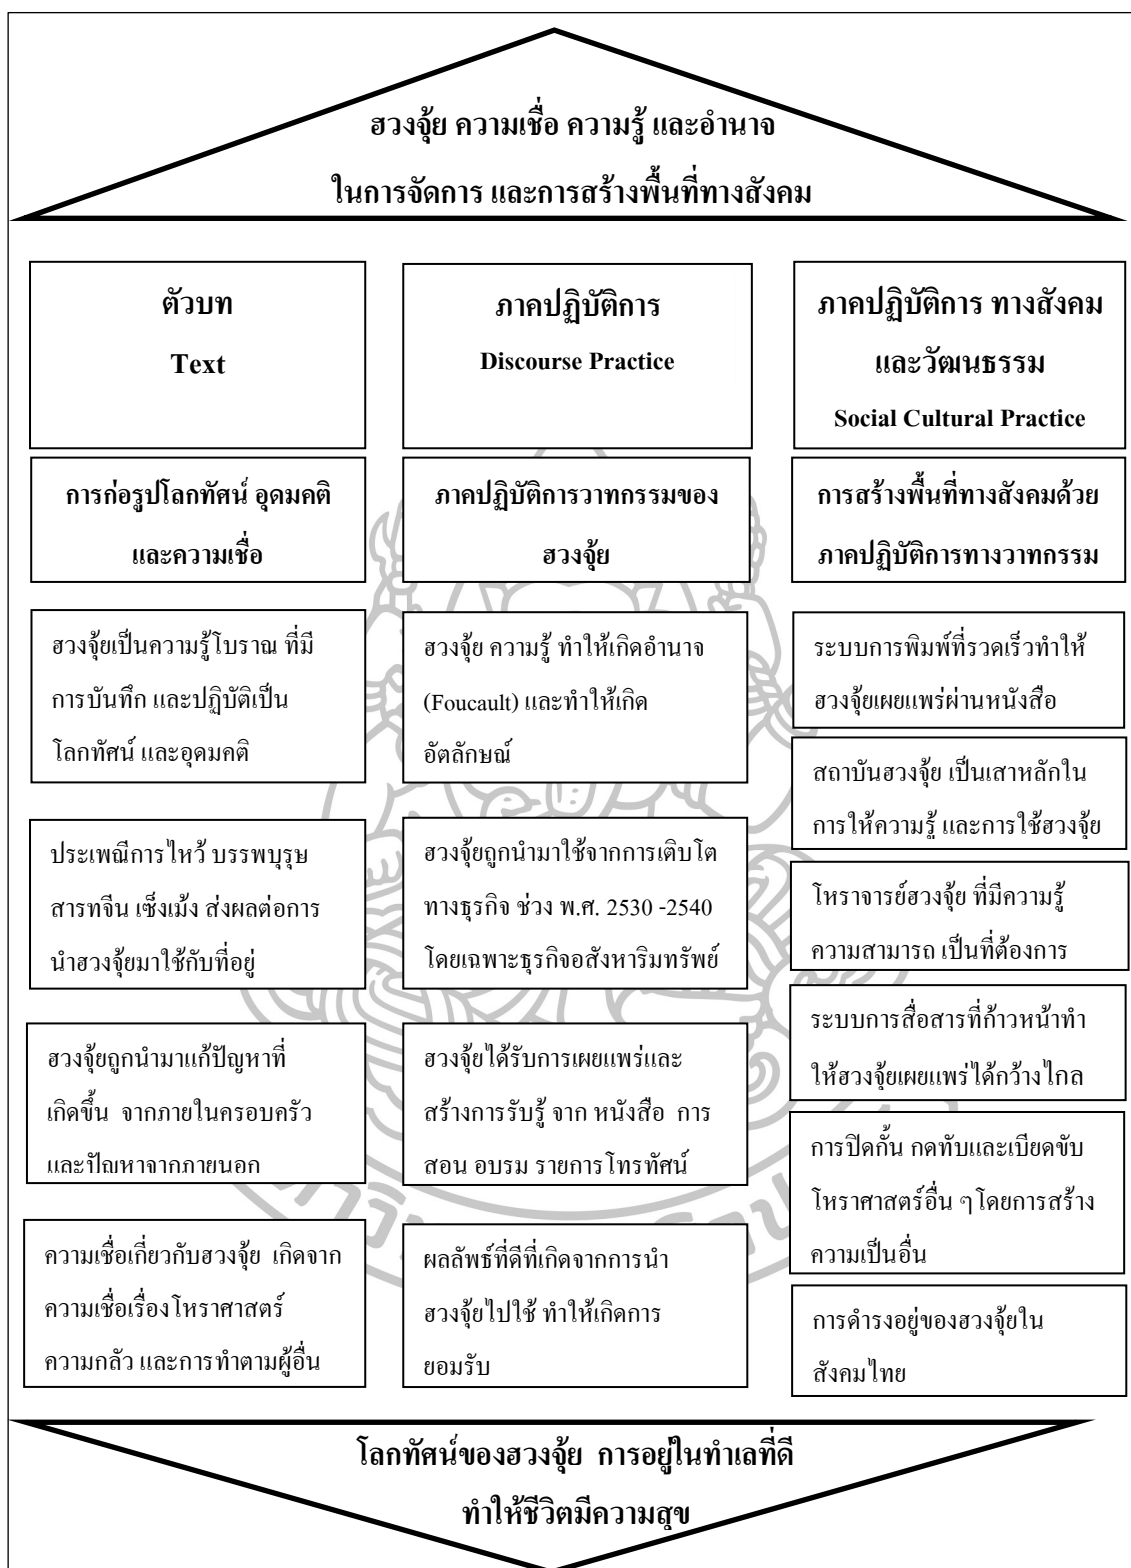 ฮวงจุ้ย ความเชื่อ ความรู้ และอำนาจ
ในการจัดการ และการสร้างพื้นที่ทางสังคม
ตัวบท
Text
การก่อรูปโลกทัศน์ อุดมคติ
และความเชื่อ
ฮวงจุ้ยเป็นความรู้โบราณ ที่มี
การบันทึก และปฏิบัติเป็น
โลกทัศน์ และอุดมคติ
ประเพณีการไหว้ บรรพบุรุษ
สารทจีน เซ็งเม้ง ส่งผลต่อการ
นำฮวงจุ้ยมาใช้กับที่อยู่
ฮวงจุ้ยถูกนำมาแก้ปัญหาที่
เกิดขึ้น จากภายในครอบครัว
และปัญหาจากภายนอก
ความเชื่อเกี่ยวกับฮวงจุ้ย เกิดจาก
ความเชื่อเรื่องโหราศาสตร์
ความกลัว และการทำตามผู้อื่น
ภาคปฏิบัติการ
Discourse Practice
ภาคปฏิบัติการวาทกรรมของ
ฮวงจุ้ย
ฮวงจุ้ย ความรู้ ทำให้เกิดอำนาจ
(Foucault) และทำให้เกิด
อัตลักษณ์
ฮวงจุ้ยถูกนำมาใช้จากการเติบโต
ทางธุรกิจ ช่วง พ.ศ. 2530 -2540
โดยเฉพาะธุรกิจอสังหาริมทรัพย์
ฮวงจุ้ยได้รับการเผยแพร่และ
สร้างการรับรู้ จาก หนังสือ การ
สอน อบรม รายการโทรทัศน์
ผลลัพธ์ที่ดีที่เกิดจากการนำ
ฮวงจุ้ยไปใช้ ทำให้เกิดการ
ยอมรับ
ภาคปฏิบัติการ ทางสังคม
และวัฒนธรรม
Social Cultural Practice
การสร้างพื้นที่ทางสังคมด้วย
ภาคปฏิบัติการทางวาทกรรม
ระบบการพิมพ์ที่รวดเร็วทำให้
ฮวงจุ้ยเผยแพร่ผ่านหนังสือ
สถาบันฮวงจุ้ย เป็นเสาหลักใน
การให้ความรู้ และการใช้ฮวงจุ้ย
โหราจารย์ฮวงจุ้ย ที่มีความรู้
ความสามารถ เป็นที่ต้องการ
ระบบการสื่อสารที่ก้าวหน้าทำ
ให้ฮวงจุ้ยเผยแพร่ได้กว้างไกล
การปิดกั้น กดทับและเบียดขับ
โหราศาสตร์อื่น ๆ โดยการสร้าง
ความเป็นอื่น
การดำรงอยู่ของฮวงจุ้ยใน
สังคมไทย
โลกทัศน์ของฮวงจุ้ย การอยู่ในทำเลที่ดี
ทำให้ชีวิตมีความสุข